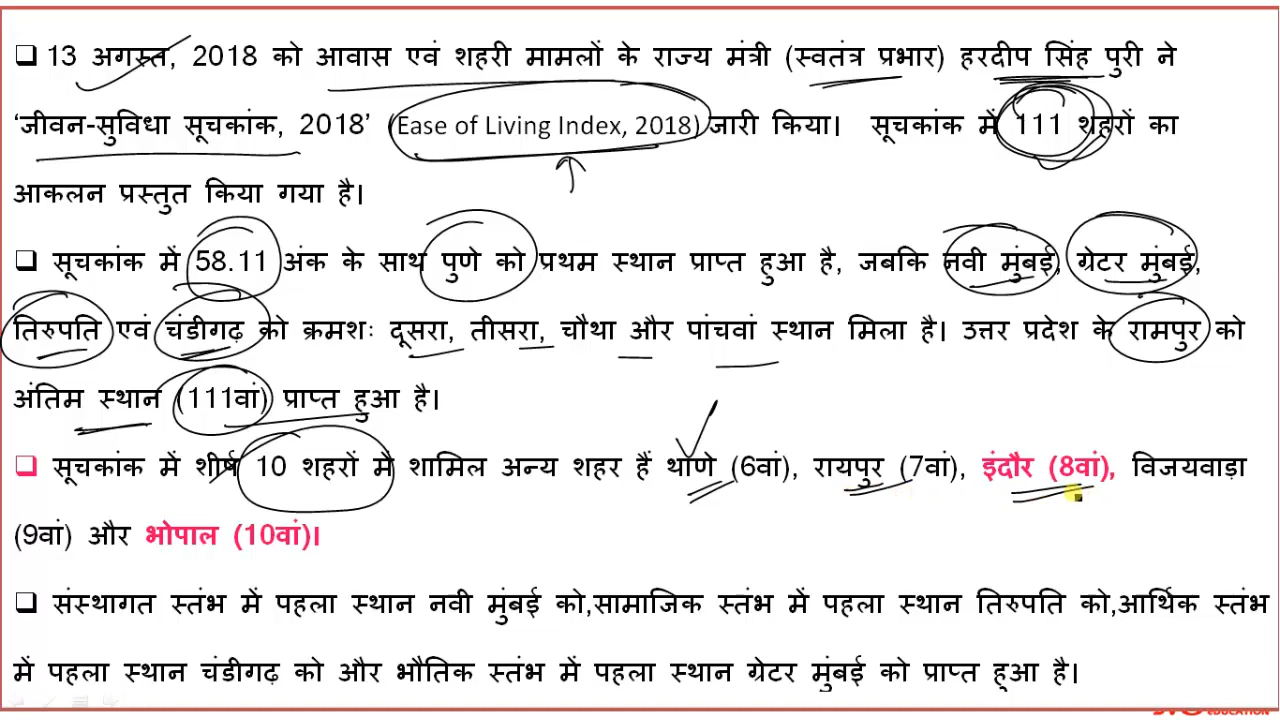 ❑ 13 अगस्त, 2018 को आवास एवं शहरी मामलों के राज्य मंत्री (स्वतंत्र प्रभार) हरदीप सिंह पुरी ने
‘जीवन-सुविधा सूचकांक, 2018’ (Ease of Living Index, 2018) जारी किया। सूचकांक में 111 शहरों का
आकलन प्रस्तुत किया गया है।
❑ सूचकांक में 58.11 अंक के साथ पुणे को प्रथम स्थान प्राप्त हुआ है, जबकि नवी मुंबई, ग्रेटर मुंबई,
तिरुपति एवं चंडीगढ़ को क्रमशः दूसरा, तीसरा, चौथा और पांचवां स्थान मिला है। उत्तर प्रदेश के रामपुर को
अंतिम स्थान (111वां) प्राप्त हुआ है।
❑ सूचकांक में शीर्ष 10 शहरों में शामिल अन्य शहर हैं थाणे (6वां), रायपुर (7वां), इंदौर (8वां), विजयवाड़ा
(9वां) और भोपाल (10वां)।
❑ संस्थागत स्तंभ में पहला स्थान नवी मुंबई को,सामाजिक स्तंभ में पहला स्थान तिरुपति को,आर्थिक स्तंभ
में पहला स्थान चंडीगढ़ को और भौतिक स्तंभ में पहला स्थान ग्रेटर मुंबई को प्राप्त हुआ है।
EDUCATION